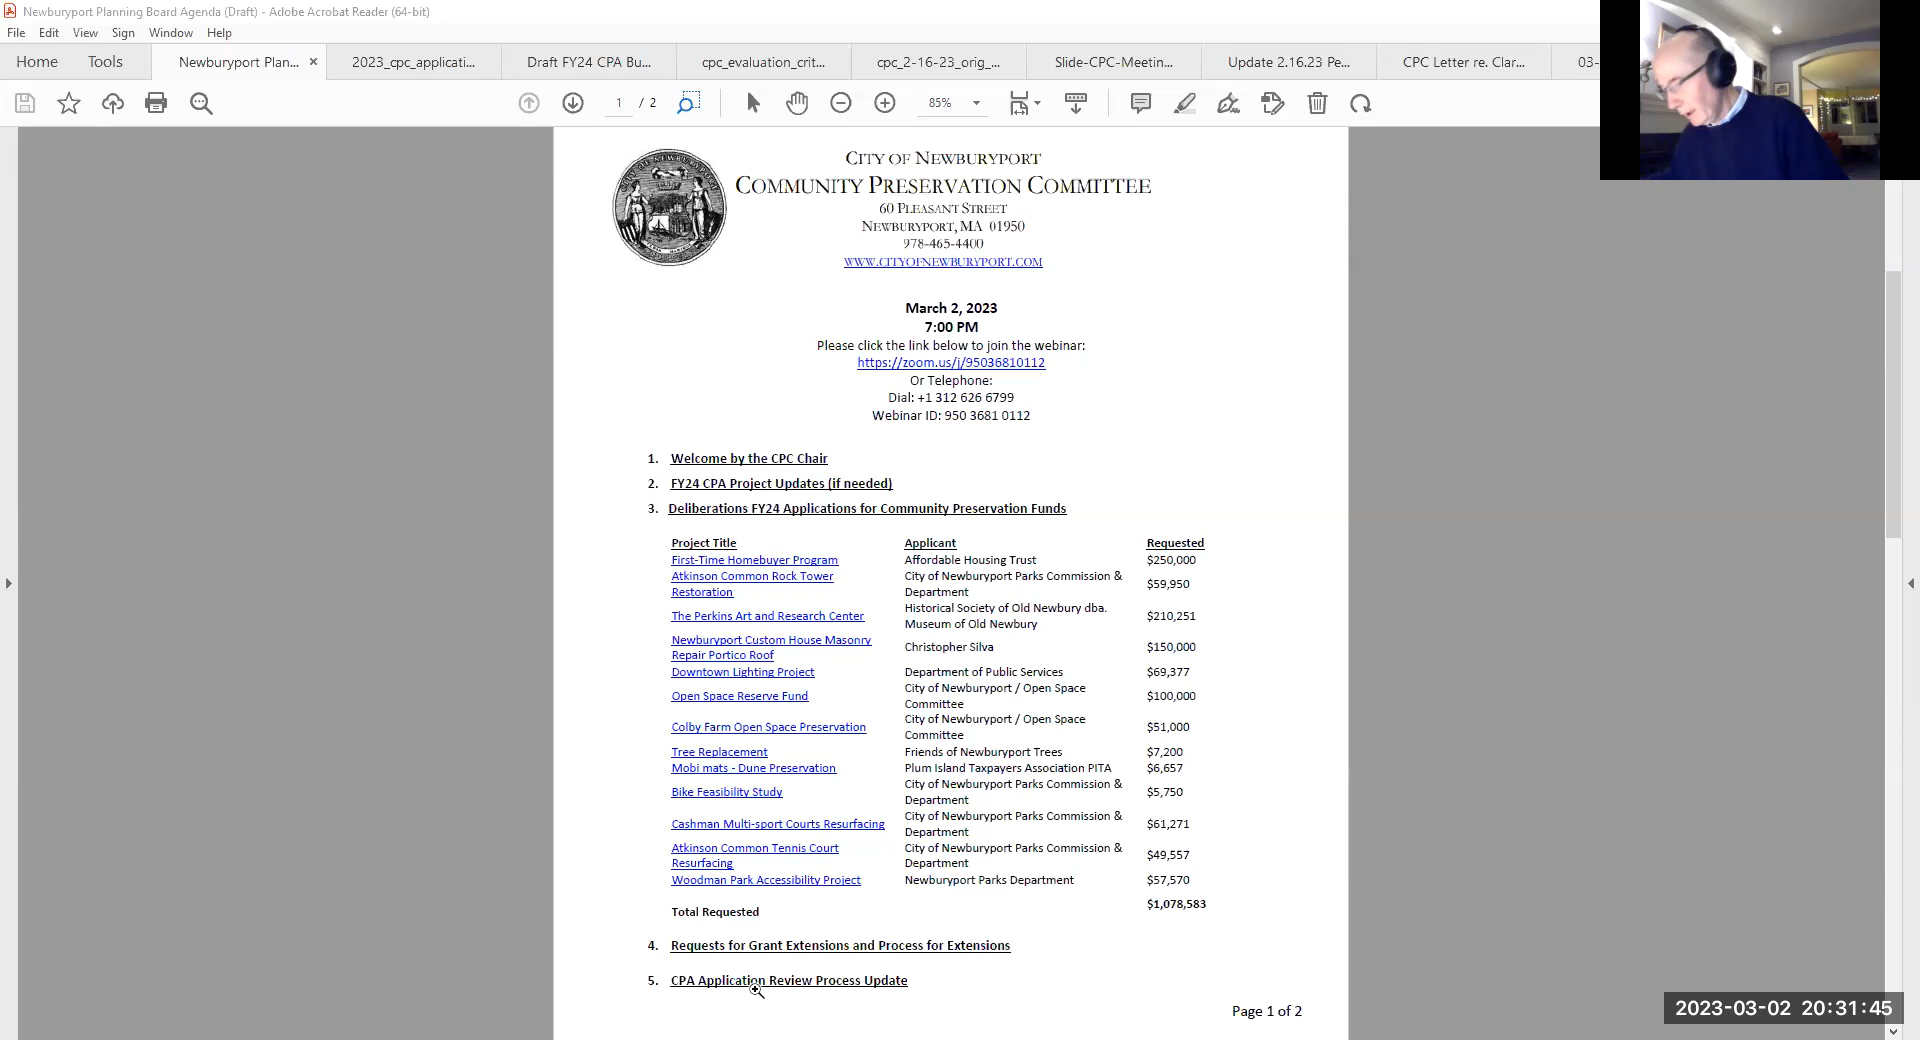 Newburyport Planning Board Agenda (Draft) - Adobe Acrobat Reader (64-bit)
File Edit View Sign Window Help
Home Tools Newburyport Plan... × 2023_cpc_applicati... Draft FY24 CPA Bu... cpc_evaluation_crit... cpc_2-16-23_orig_... Slide-CPC-Meetin... Update 2.16.23 Pe... CPC Letter re. Clar... 03-
1 / 2 85%
CITY OF NEWBURYPORT
COMMUNITY PRESERVATION COMMITTEE
60 PLEASANT STREET
NEWBURYPORT, MA 01950
978-465-4400
WWW.CITYOFNEWBURYPORT.COM
March 2, 2023
7:00 PM
Please click the link below to join the webinar:
https://zoom.us/j/95036810112
Or Telephone:
Dial: +1 312 626 6799
Webinar ID: 950 3681 0112
1. Welcome by the CPC Chair
2. FY24 CPA Project Updates (if needed)
3. Deliberations FY24 Applications for Community Preservation Funds
Project Title Applicant Requested
First-Time Homebuyer Program Affordable Housing Trust $250,000
Atkinson Common Rock Tower
Restoration
City of Newburyport Parks Commission &
Department
$59,950
The Perkins Art and Research Center
Historical Society of Old Newbury dba.
Museum of Old Newbury
$210,251
Newburyport Custom House Masonry
Repair Portico Roof
Christopher Silva $150,000
Downtown Lighting Project Department of Public Services $69,377
Open Space Reserve Fund
City of Newburyport / Open Space
Committee
$100,000
Colby Farm Open Space Preservation
City of Newburyport / Open Space
Committee
$51,000
Tree Replacement Friends of Newburyport Trees $7,200
Mobi mats - Dune Preservation Plum Island Taxpayers Association PITA $6,657
Bike Feasibility Study
City of Newburyport Parks Commission &
Department
$5,750
Cashman Multi-sport Courts Resurfacing
City of Newburyport Parks Commission &
Department
$61,271
Atkinson Common Tennis Court
Resurfacing
City of Newburyport Parks Commission &
Department
$49,557
Woodman Park Accessibility Project Newburyport Parks Department $57,570
Total Requested $1,078,583
4. Requests for Grant Extensions and Process for Extensions
5. CPA Application Review Process Update
Page 1 of 2
2023-03-02 20:31:45